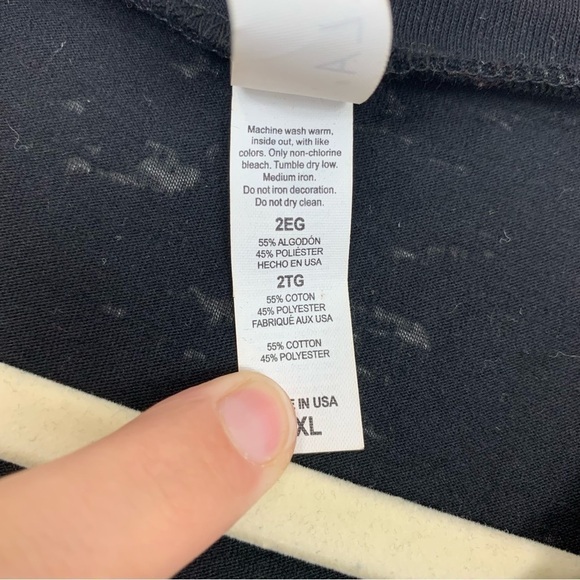 Machine wash warm,
inside out, with like
colors. Only non-chlorine
bleach. Tumble dry low.
Medium iron.
Do not iron decoration.
Do not dry clean.
2EG
55% ALGODÓN
45% POLIÉSTER
HECHO EN USA
2TG
55% COTON
45% POLYESTER
FABRIQUÉ AUX USA
55% COTTON
45% POLYESTER
IN USA
XL